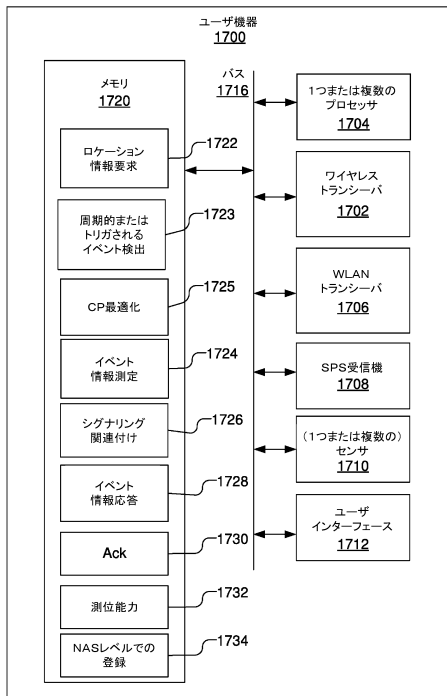 ユーザ機器
1700
メモリ
1720
ロケーション
情報要求
1722
周期的または
トリガされる
イベント検出
1723
CP最適化
1725
イベント
情報測定
1724
シグナリング
関連付け
1726
イベント
情報応答
1728
Ack
1730
測位能力
1732
NASレベルでの
登録
1734
バス
1716
1つまたは複数の
プロセッサ
1704
ワイヤレス
トランシーバ
1702
WLAN
トランシーバ
1706
SPS受信機
1708
(1つまたは複数の)
センサ
1710
ユーザ
インターフェース
1712